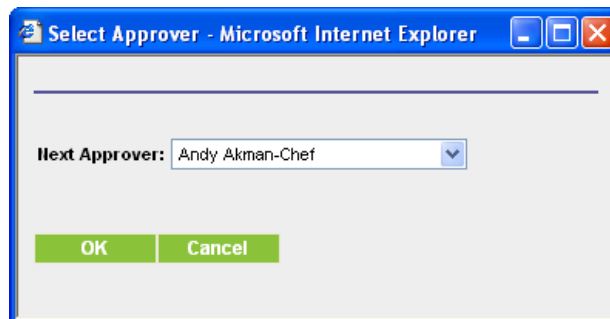 Select Approver - Microsoft Internet Explorer
Next Approver: Andy Akman-Chef
OK Cancel